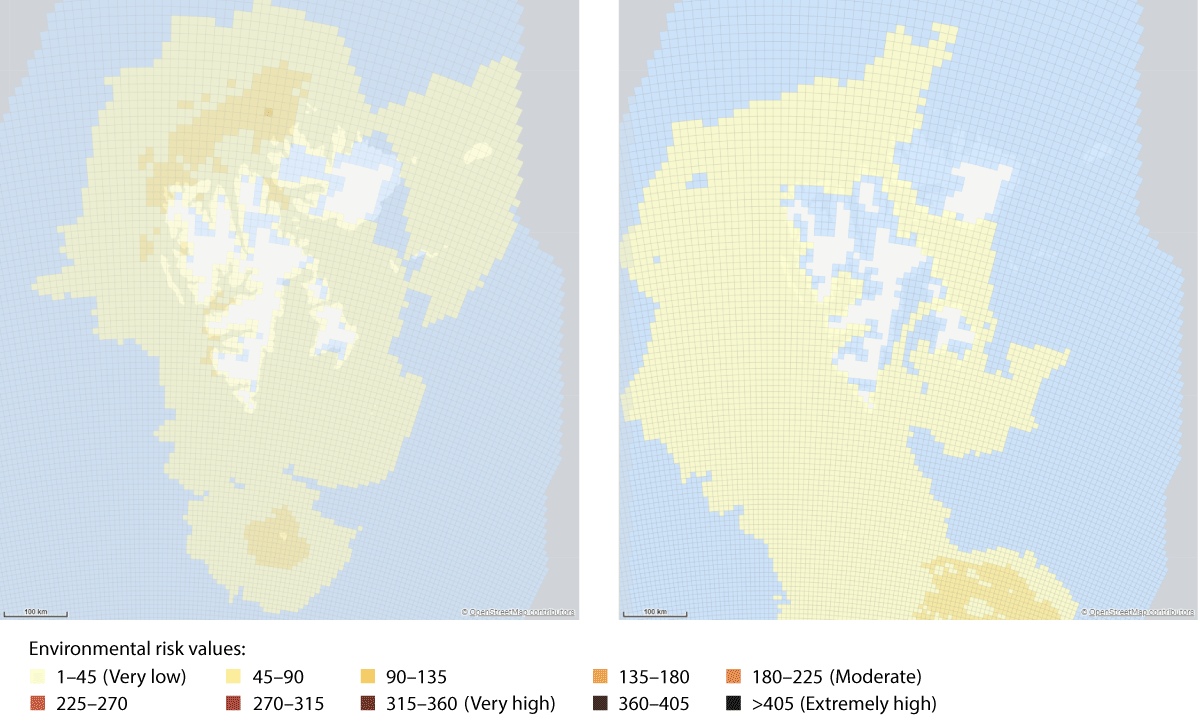 100 km
© OpenStreetMap contributors
100 km
© OpenStreetMap contributors
Environmental risk values:
1–45 (Very low) 45–90 90–135 135–180 180–225 (Moderate)
225–270 270–315 315–360 (Very high) 360–405 >405 (Extremely high)